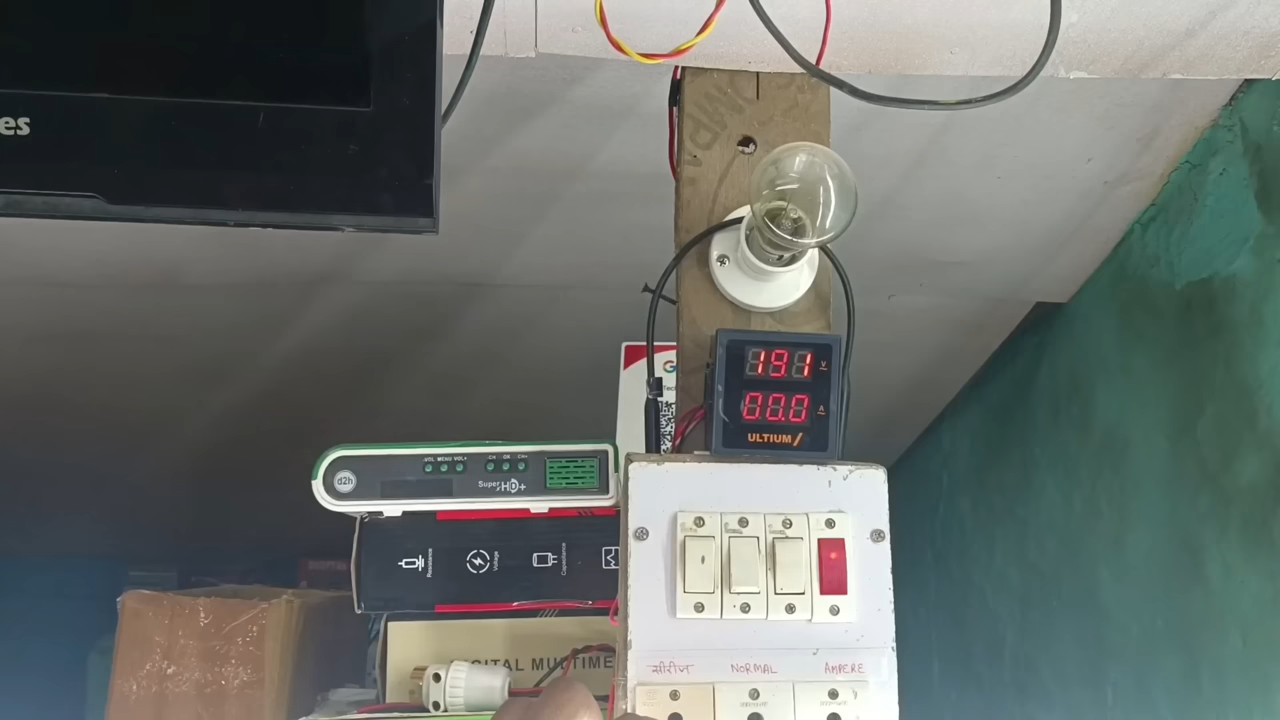 es
191 V
00.0 A
ULTIUM
d2h
VOL- MENU VOL+
CH- OK CH+
Super HD+
Resistance
Voltage
Capacitance
DIGITAL MULTIME
सीरीज
NORMAL
AMPERE